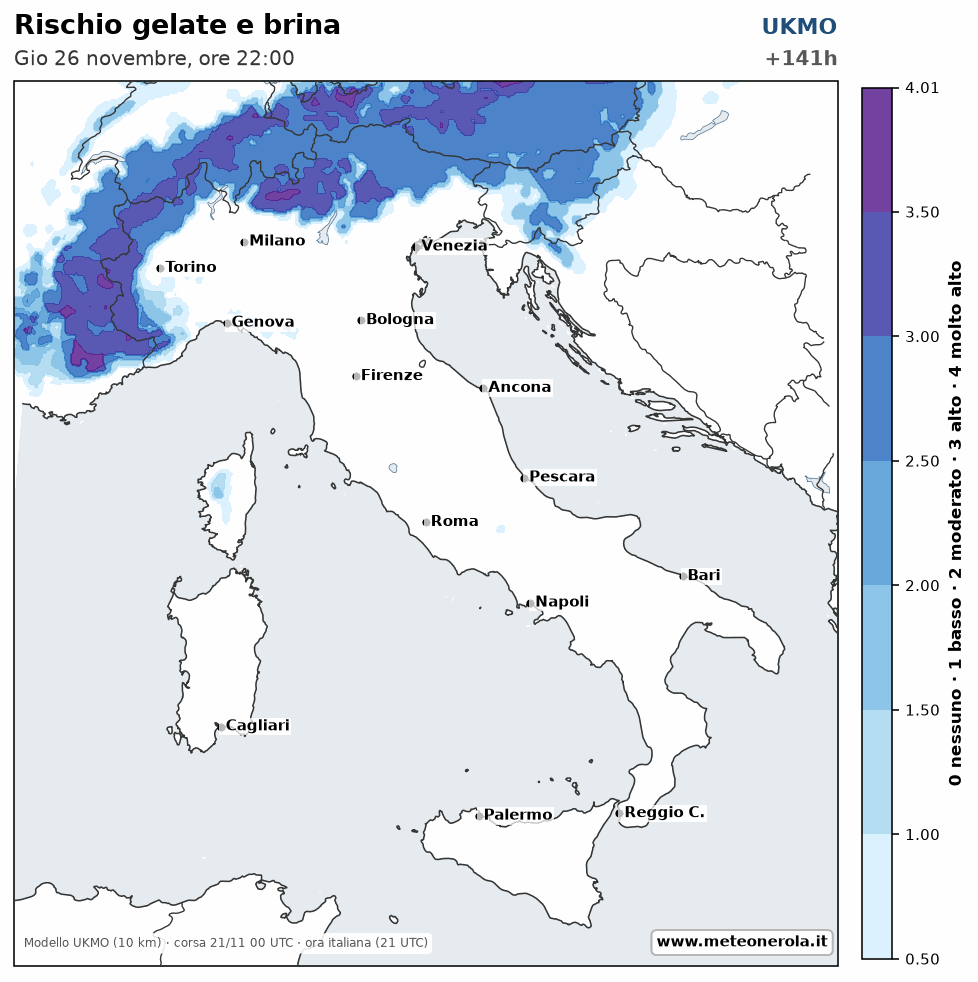 Rischio gelate e brina
UKMO
Gio 26 novembre, ore 22:00
+141h
4.01
3.50
3.00
2.50
2.00
1.50
1.00
0.50
0 nessuno · 1 basso · 2 moderato · 3 alto · 4 molto alto
Milano
Venezia
Torino
Genova
Bologna
Firenze
Ancona
Pescara
Roma
Bari
Napoli
Cagliari
Palermo
Reggio C.
Modello UKMO (10 km) · corsa 21/11 00 UTC · ora italiana (21 UTC)
www.meteonerola.it